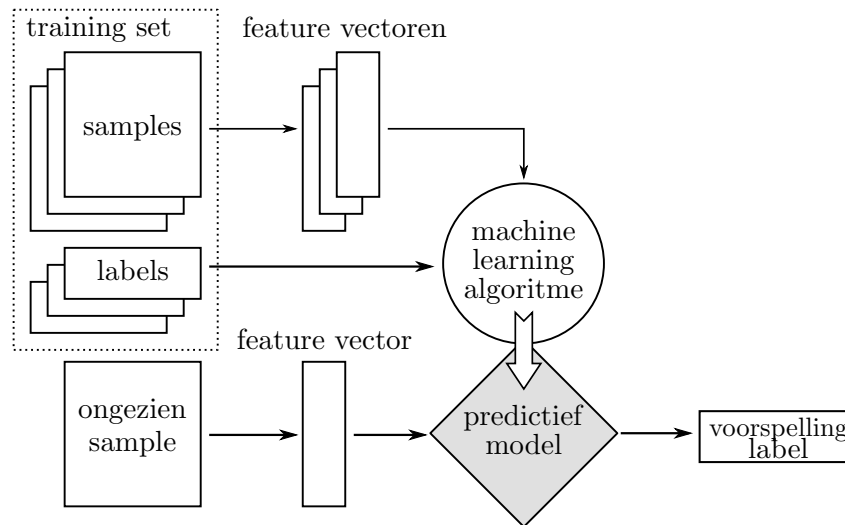 training set
feature vectoren
samples
machine
learning
algoritme
labels
feature vector
ongezien
sample
predictief
model
voorspelling
label